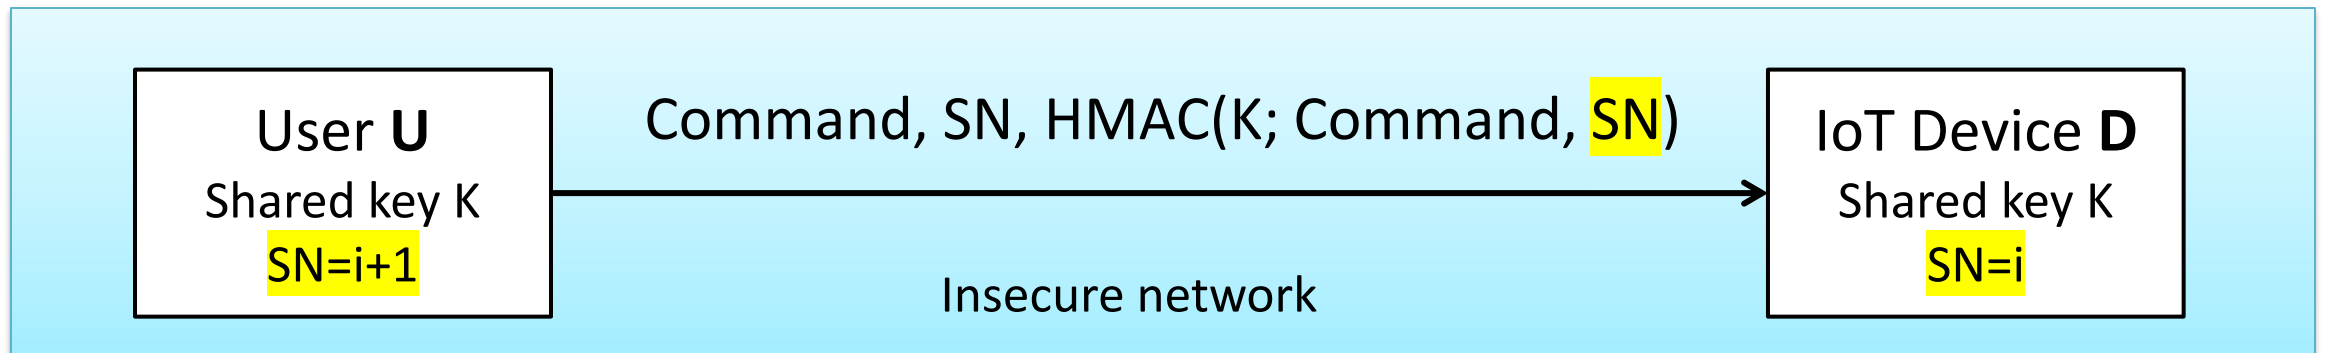 User U
Shared key K
SN=i+1
Command, SN, HMAC(K; Command, SN)
Insecure network
IoT Device D
Shared key K
SN=i